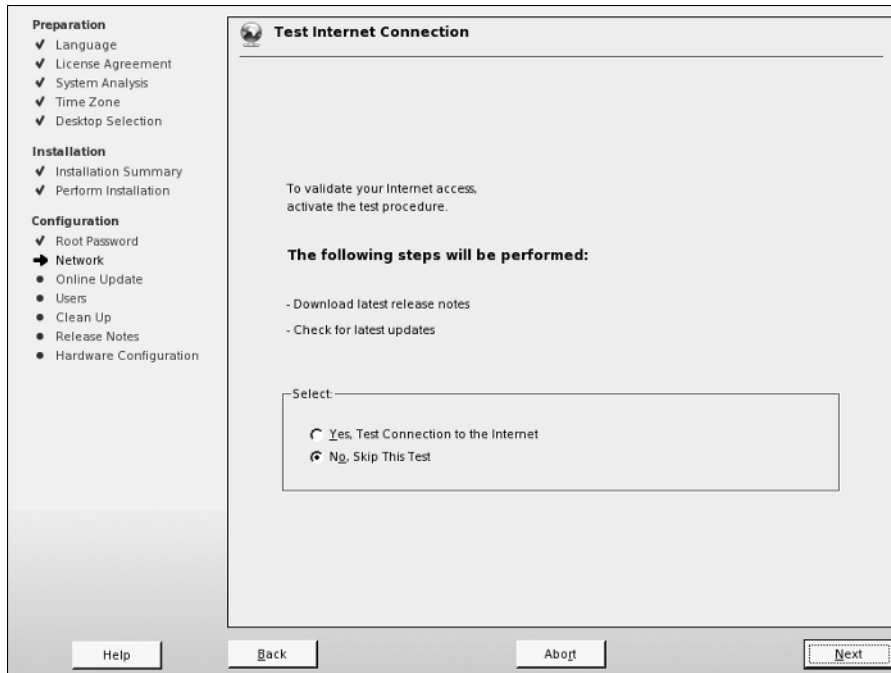 Preparation
Language
License Agreement
System Analysis
Time Zone
Desktop Selection
Installation
Installation Summary
Perform Installation
Configuration
Root Password
Network
Online Update
Users
Clean Up
Release Notes
Hardware Configuration
Test Internet Connection
To validate your Internet access,
activate the test procedure.
The following steps will be performed:
- Download latest release notes
- Check for latest updates
Select:
Yes, Test Connection to the Internet
No, Skip This Test
Help
Back
Abort
Next